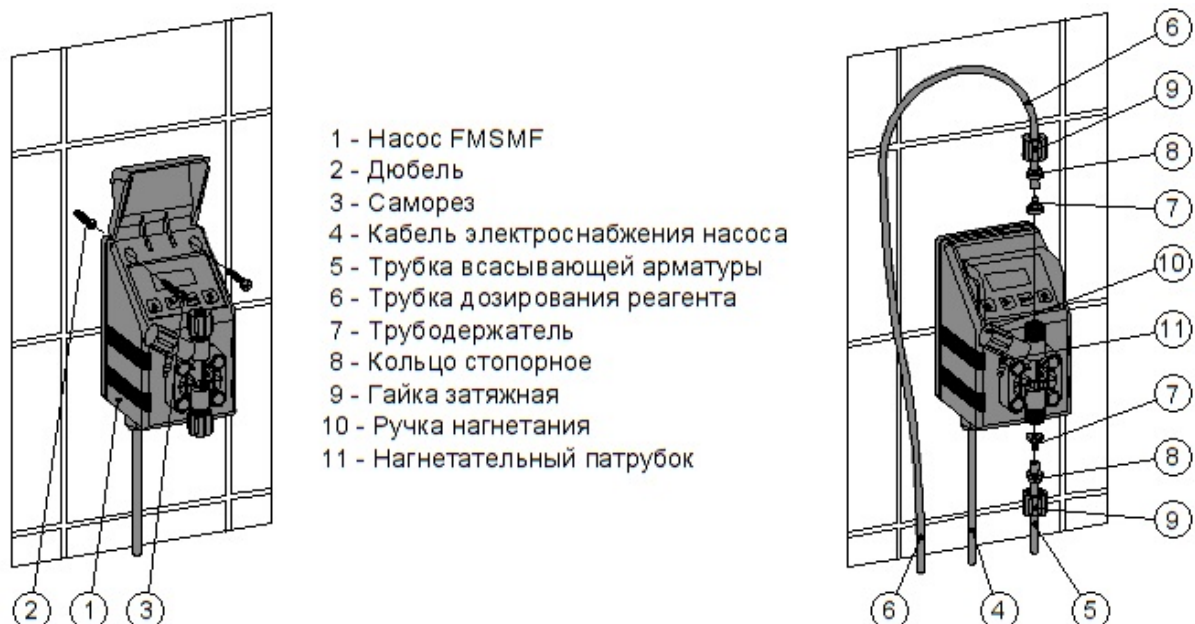 1 - Насос FMSMF
2 - Дюбель
3 - Саморез
4 - Кабель электроснабжения насоса
5 - Трубка всасывающей арматуры
6 - Трубка дозирования реагента
7 - Трубодержатель
8 - Кольцо стопорное
9 - Гайка затяжная
10 - Ручка нагнетания
11 - Нагнетательный патрубок
2 1 3
6
9
8
7
10
11
7
8
9
6 4 5